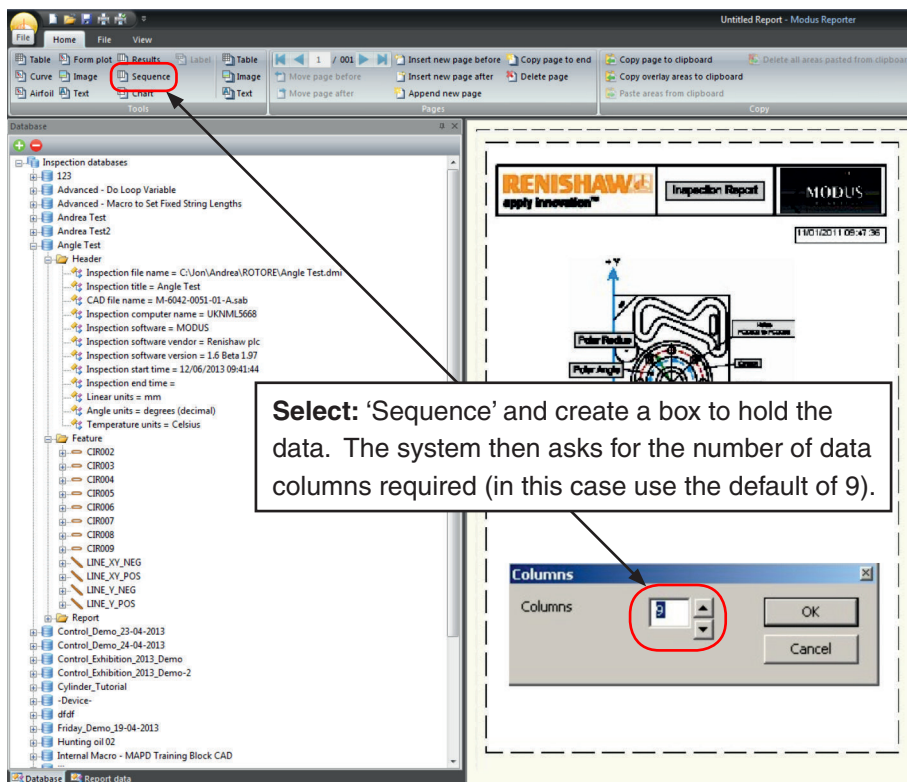 Untitled Report - Modus Reporter
File Home File View
Table Form plot Results Label Table
Curve Image Sequence Image
Airfoil Text Chart Text
Tools
1 / 001 Insert new page before Copy page to end
Move page before Insert new page after Delete page
Move page after Append new page
Pages
Copy page to clipboard Delete all areas pasted from clipboar
Copy overlay areas to clipboard
Paste areas from clipboard
Copy
Database
Inspection databases
123
Advanced - Do Loop Variable
Advanced - Macro to Set Fixed String Lengths
Andrea Test
Andrea Test2
Angle Test
Header
Inspection file name = C:\Jon\Andrea\ROTORE\Angle Test.dmi
Inspection title = Angle Test
CAD file name = M-6042-0051-01-A.sab
Inspection computer name = UKNML5668
Inspection software = MODUS
Inspection software vendor = Renishaw plc
Inspection software version = 1.6 Beta 1.97
Inspection start time = 12/06/2013 09:41:44
Inspection end time =
Linear units = mm
Angle units = degrees (decimal)
Temperature units = Celsius
Feature
CIR002
CIR003
CIR004
CIR005
CIR006
CIR007
CIR008
CIR009
LINE_XY_NEG
LINE_XY_POS
LINE_Y_NEG
LINE_Y_POS
Report
Control_Demo_23-04-2013
Control_Demo_24-04-2013
Control_Exhibition_2013_Demo
Control_Exhibition_2013_Demo-2
Cylinder_Tutorial
-Device-
dfdf
Friday_Demo_19-04-2013
Hunting oil 02
Internal Macro - MAPD Training Block CAD
Database Report data
RENISHAW
apply innovation™
Inspection Report
MODUS
11/01/2011 09:47:36
+Y
Polar Radius
Polar Angle
Select: ‘Sequence’ and create a box to hold the
data. The system then asks for the number of data
columns required (in this case use the default of 9).
Columns
Columns 9 OK
Cancel